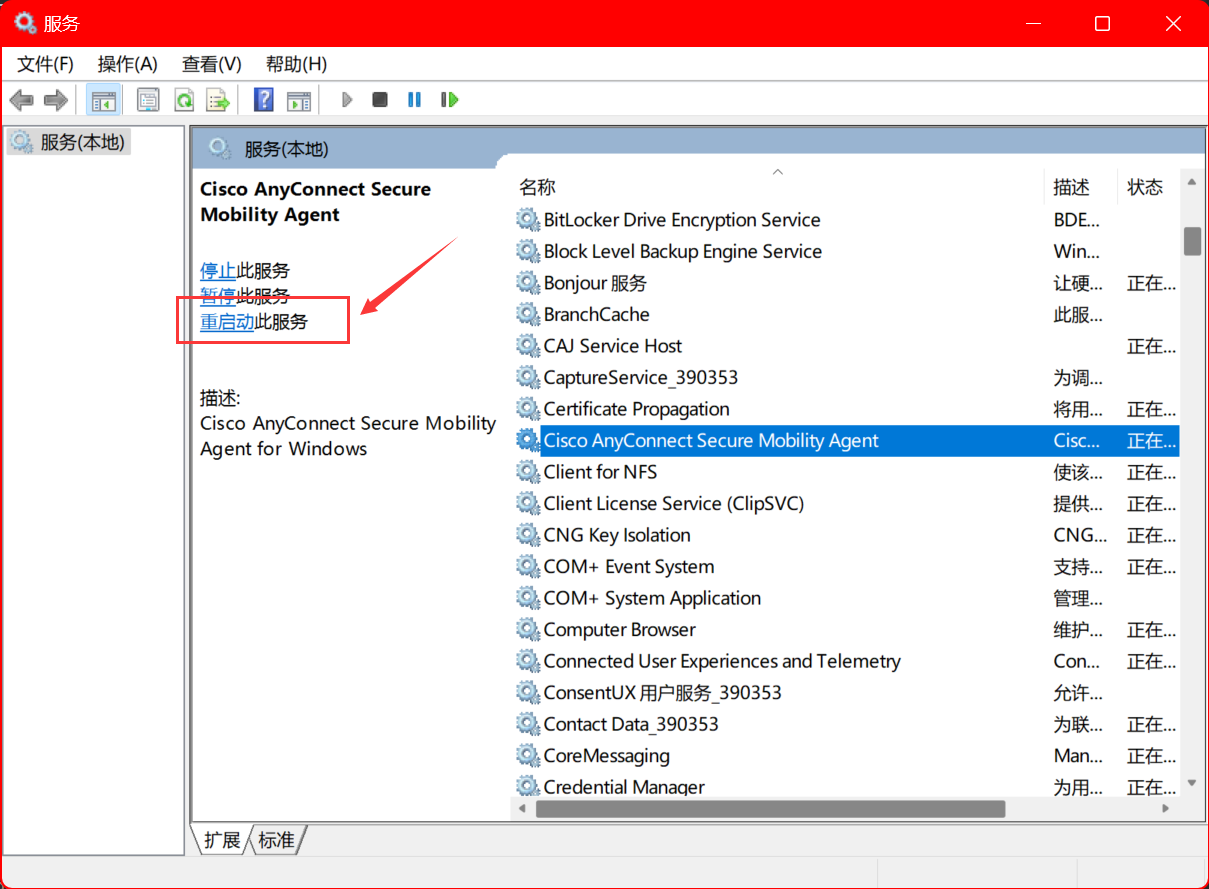 服务
文件(F) 操作(A) 查看(V) 帮助(H)
服务(本地)
服务(本地)
Cisco AnyConnect Secure
Mobility Agent
停止此服务
暂停此服务
重启动此服务
描述:
Cisco AnyConnect Secure Mobility
Agent for Windows
名称 描述 状态
BitLocker Drive Encryption Service BDE...
Block Level Backup Engine Service Win...
Bonjour 服务 让硬... 正在...
BranchCache 此服...
CAJ Service Host 正在...
CaptureService_390353 为调...
Certificate Propagation 将用... 正在...
Cisco AnyConnect Secure Mobility Agent Cisc... 正在...
Client for NFS 使该... 正在...
Client License Service (ClipSVC) 提供... 正在...
CNG Key Isolation CNG... 正在...
COM+ Event System 支持... 正在...
COM+ System Application 管理...
Computer Browser 维护... 正在...
Connected User Experiences and Telemetry Con... 正在...
ConsentUX 用户服务_390353 允许...
Contact Data_390353 为联... 正在...
CoreMessaging Man... 正在...
Credential Manager 为用... 正在...
扩展 标准